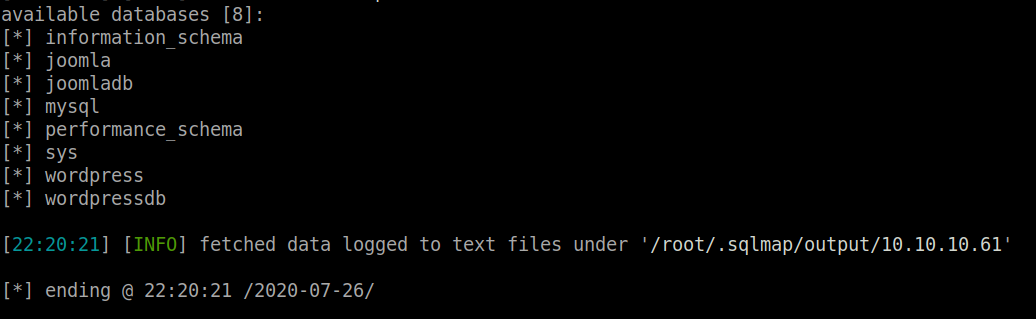 available databases [8]:
[*] information_schema
[*] joomla
[*] joomladb
[*] mysql
[*] performance_schema
[*] sys
[*] wordpress
[*] wordpressdb
[22:20:21] [INFO] fetched data logged to text files under '/root/.sqlmap/output/10.10.10.61'
[*] ending @ 22:20:21 /2020-07-26/